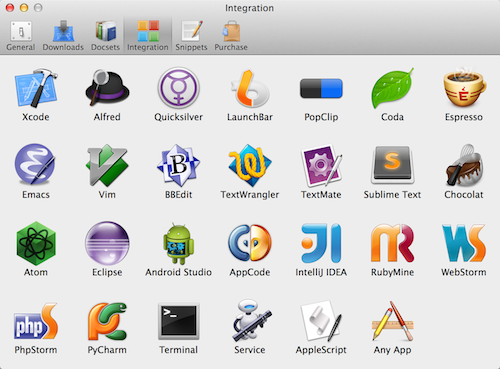 Integration
General Downloads Docsets Integration Snippets Purchase
Xcode Alfred Quicksilver LaunchBar PopClip Coda Espresso
Emacs Vim BBEdit TextWrangler TextMate Sublime Text Chocolat
Atom Eclipse Android Studio AppCode IntelliJ IDEA RubyMine WebStorm
PhpStorm PyCharm Terminal Service AppleScript Any App